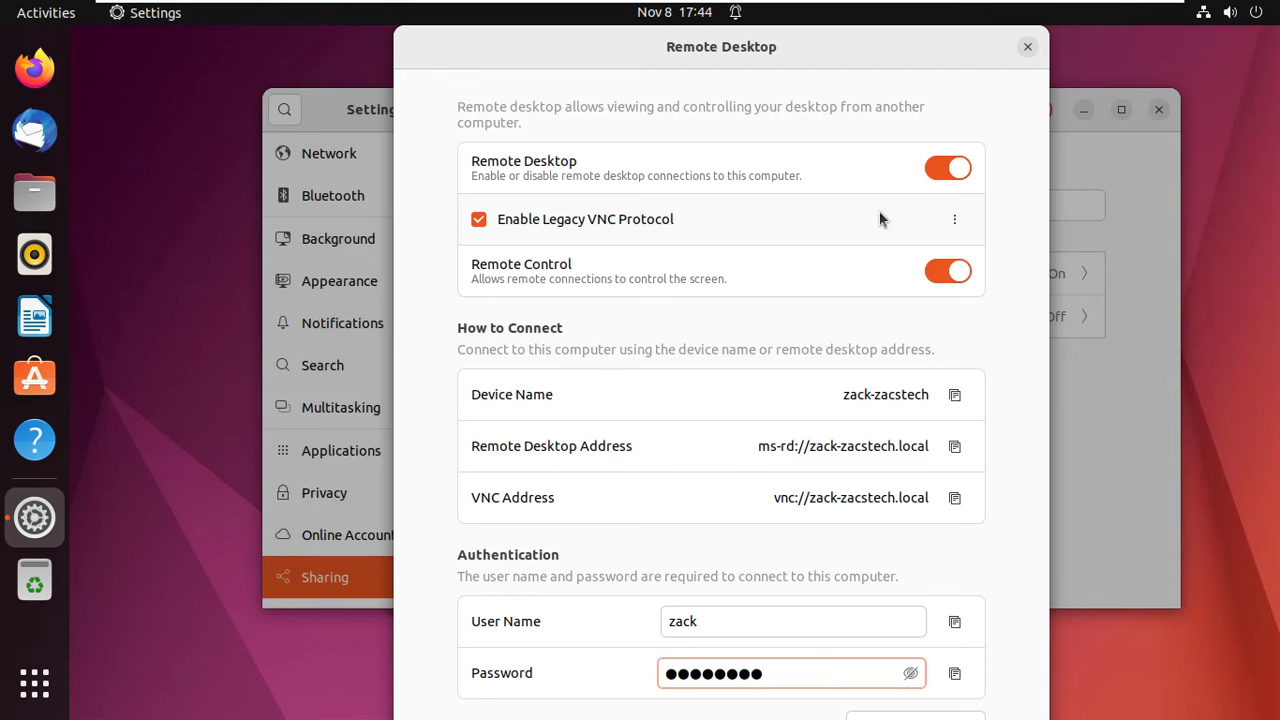 Activities
Settings
Nov 8 17:44
Remote Desktop
Settin
Network
Bluetooth
Background
Appearance
Notifications
Search
Multitasking
Applications
Privacy
Online Account
Sharing
On
Off
Remote desktop allows viewing and controlling your desktop from another
computer.
Remote Desktop
Enable or disable remote desktop connections to this computer.
Enable Legacy VNC Protocol
Remote Control
Allows remote connections to control the screen.
How to Connect
Connect to this computer using the device name or remote desktop address.
Device Name zack-zacstech
Remote Desktop Address ms-rd://zack-zacstech.local
VNC Address vnc://zack-zacstech.local
Authentication
The user name and password are required to connect to this computer.
User Name zack
Password ●●●●●●●●